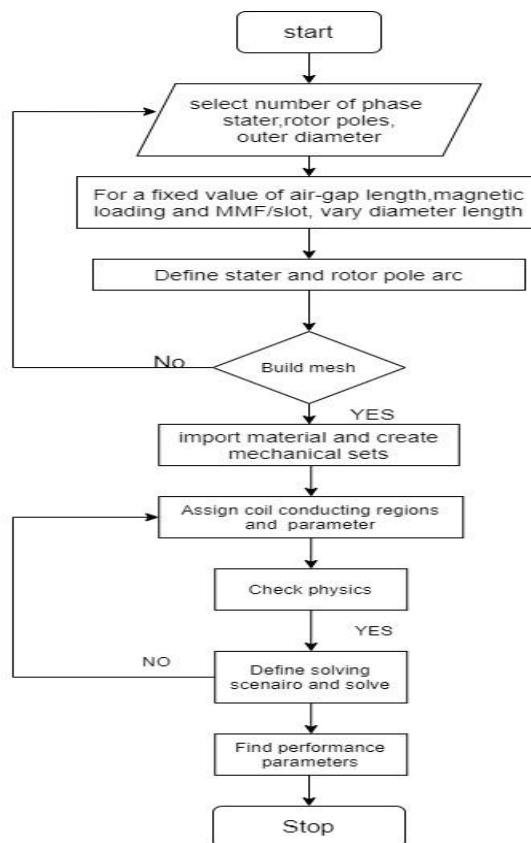 start
select number of phase
stater,rotor poles,
outer diameter
For a fixed value of air-gap length,magnetic
loading and MMF/slot, vary diameter length
Define stater and rotor pole arc
No
Build mesh
YES
import material and create
mechanical sets
Assign coil conducting regions
and parameter
Check physics
YES
NO
Define solving
scenairo and solve
Find performance
parameters
Stop